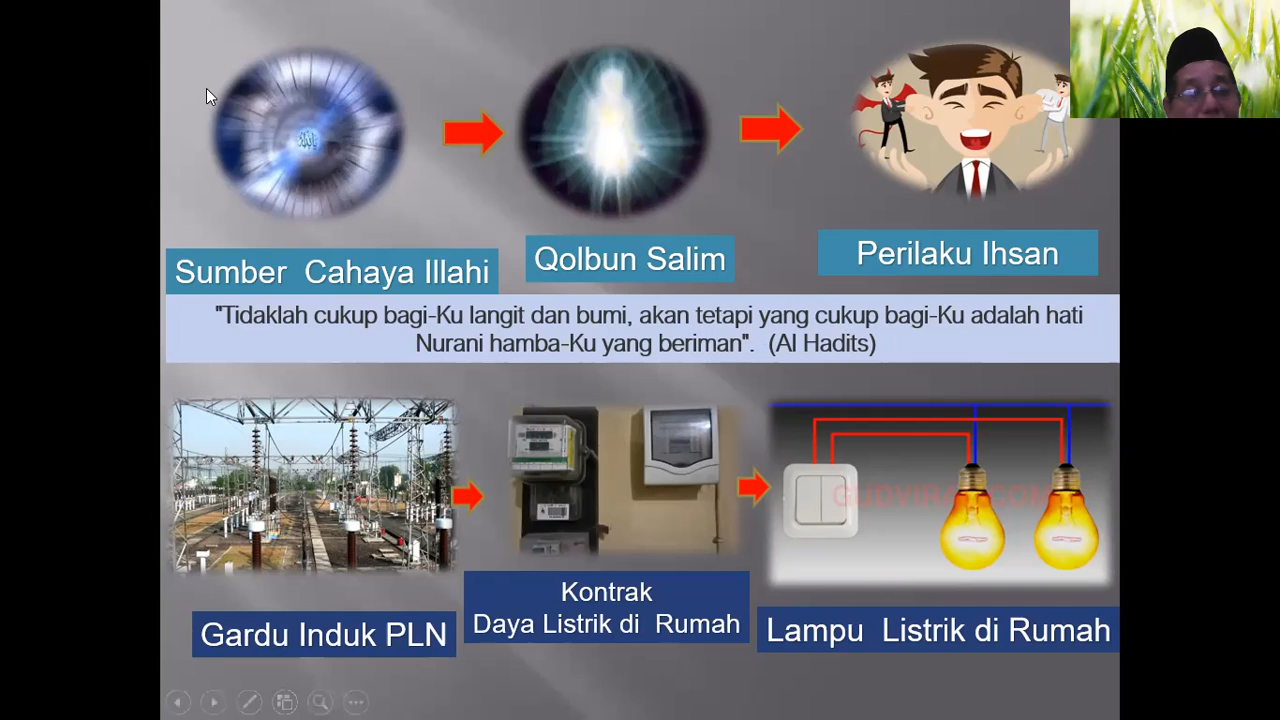 Sumber Cahaya Illahi
Qolbun Salim
Perilaku Ihsan
"Tidaklah cukup bagi-Ku langit dan bumi, akan tetapi yang cukup bagi-Ku adalah hati
Nurani hamba-Ku yang beriman". (Al Hadits)
GUDVIRAL.COM
Gardu Induk PLN
Kontrak
Daya Listrik di Rumah
Lampu Listrik di Rumah